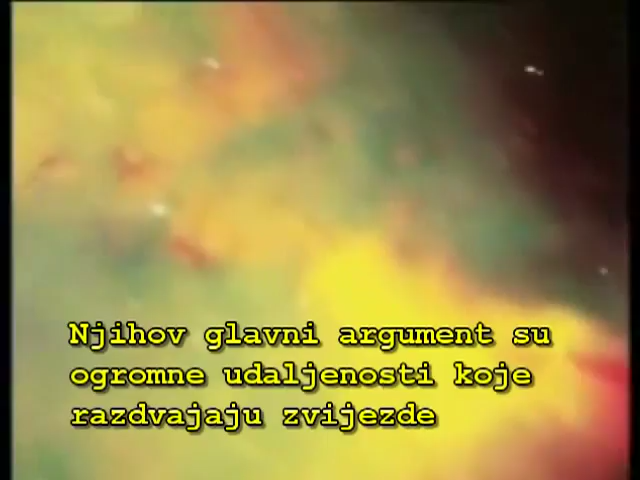 Njihov glavni argument su
ogromne udaljenosti koje
razdvajaju zvijezde